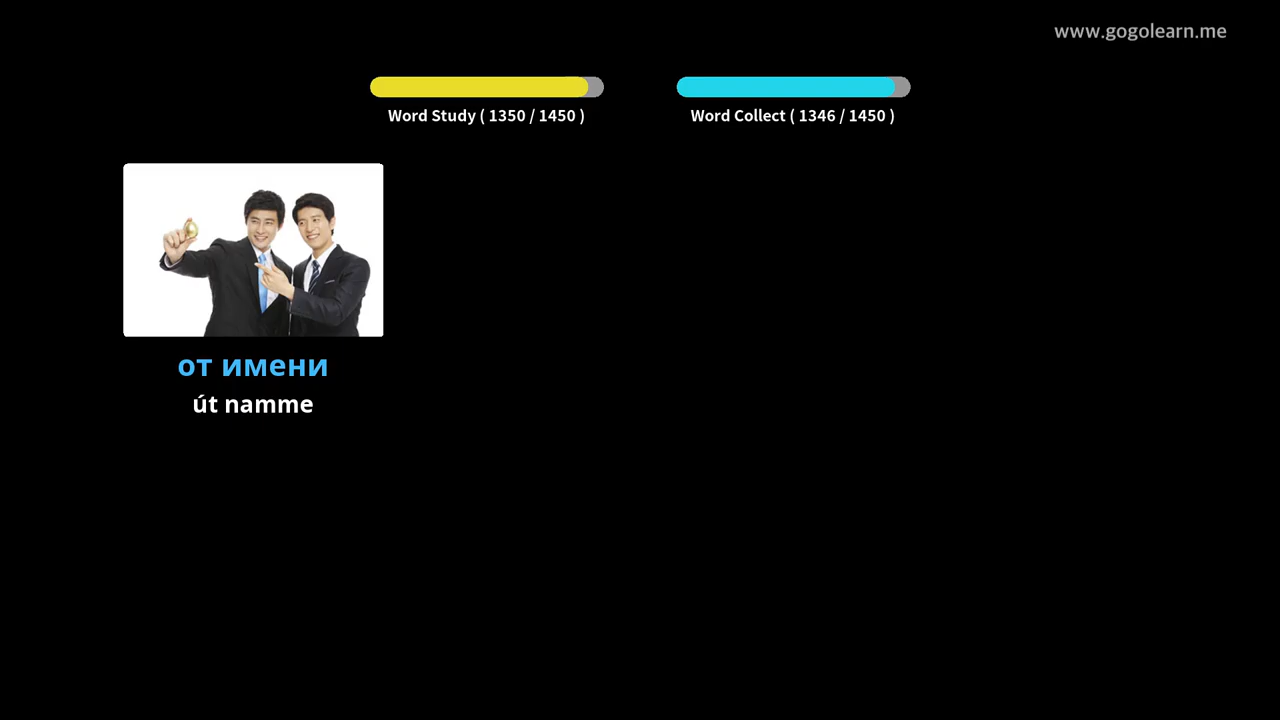 www.gogolearn.me
Word Study ( 1350 / 1450 )
Word Collect ( 1346 / 1450 )
от имени
út namme